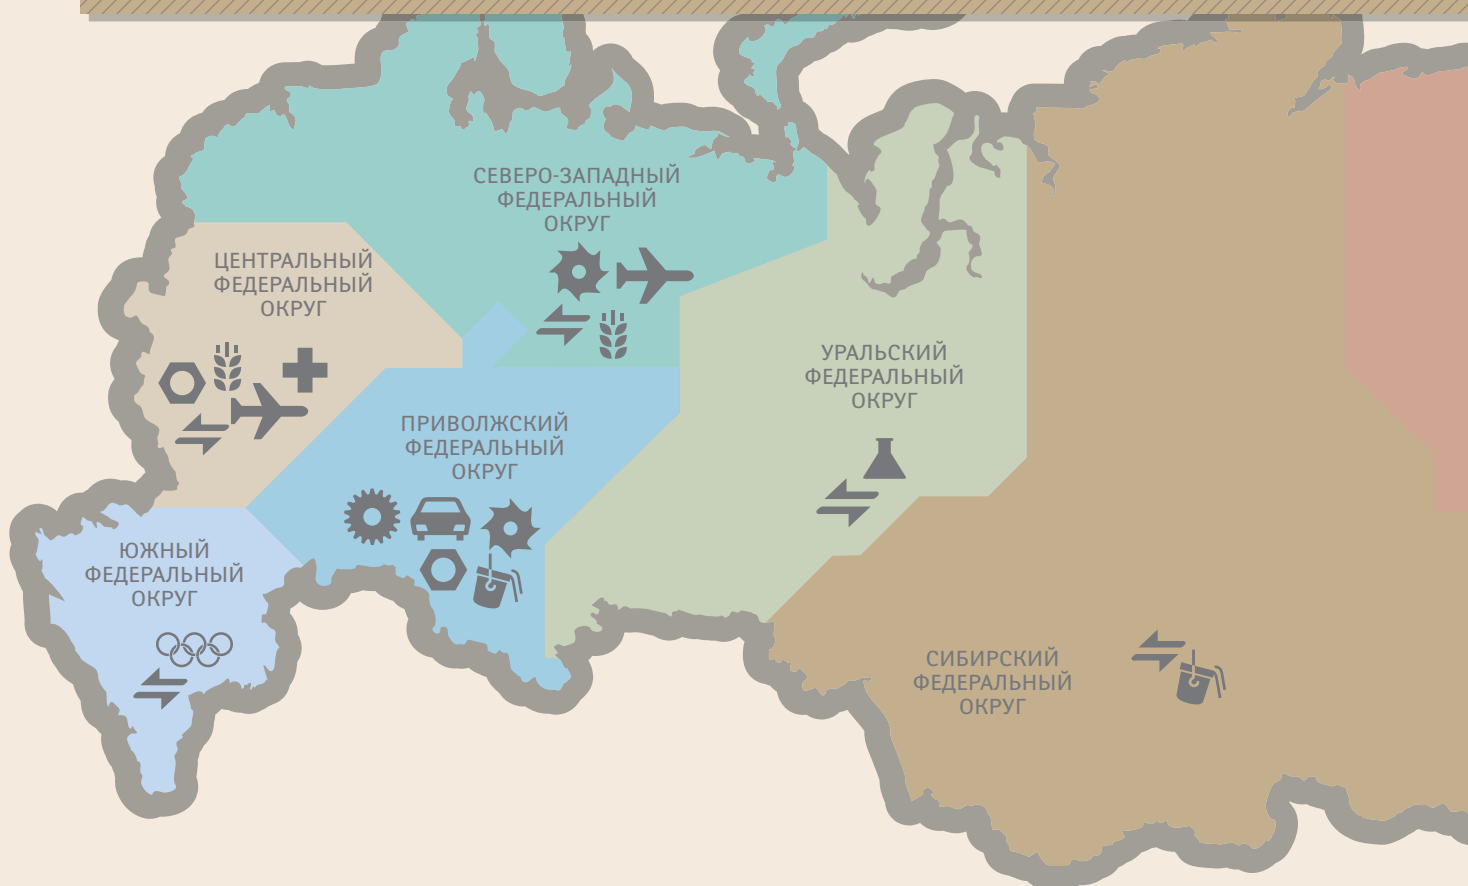 СЕВЕРО-ЗАПАДНЫЙ
ФЕДЕРАЛЬНЫЙ
ОКРУГ
ЦЕНТРАЛЬНЫЙ
ФЕДЕРАЛЬНЫЙ
ОКРУГ
УРАЛЬСКИЙ
ФЕДЕРАЛЬНЫЙ
ОКРУГ
ПРИВОЛЖСКИЙ
ФЕДЕРАЛЬНЫЙ
ОКРУГ
ЮЖНЫЙ
ФЕДЕРАЛЬНЫЙ
ОКРУГ
СИБИРСКИЙ
ФЕДЕРАЛЬНЫЙ
ОКРУГ